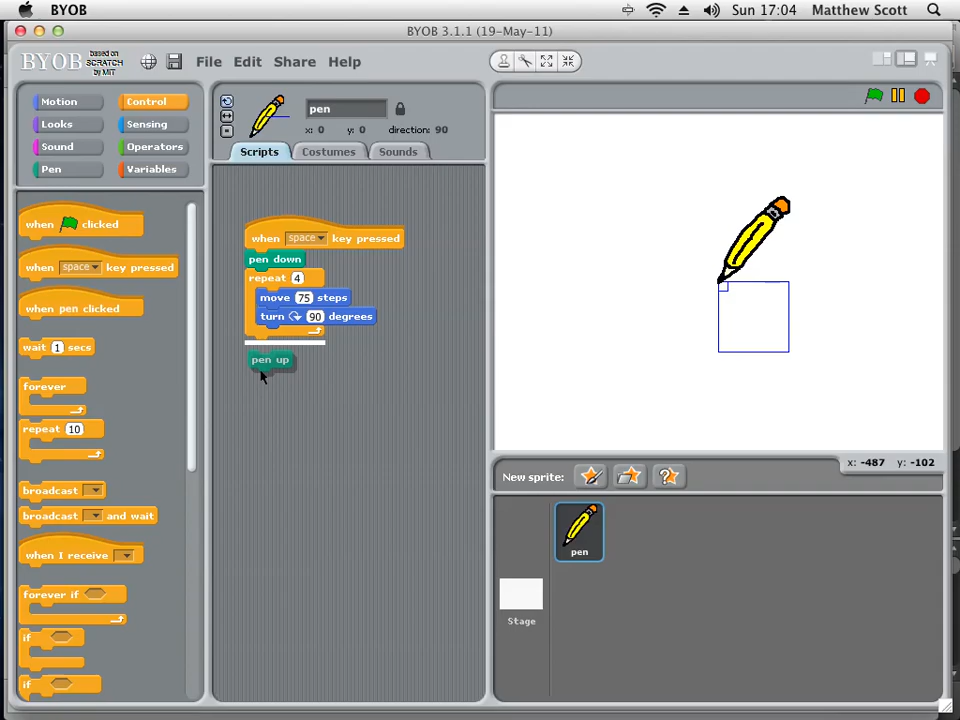 BYOB
Sun 17:04
Matthew Scott
BYOB 3.1.1 (19-May-11)
BYOB
based on
SCRATCH
by MIT
File
Edit
Share
Help
Motion
Control
Looks
Sensing
Sound
Operators
Pen
Variables
when clicked
when space key pressed
when pen clicked
wait 1 secs
forever
repeat 10
broadcast
broadcast and wait
when I receive
forever if
if
if
pen
x: 0 y: 0 direction: 90
Scripts
Costumes
Sounds
when space key pressed
pen down
repeat 4
move 75 steps
turn 90 degrees
pen up
x: -487 y: -102
New sprite:
pen
Stage